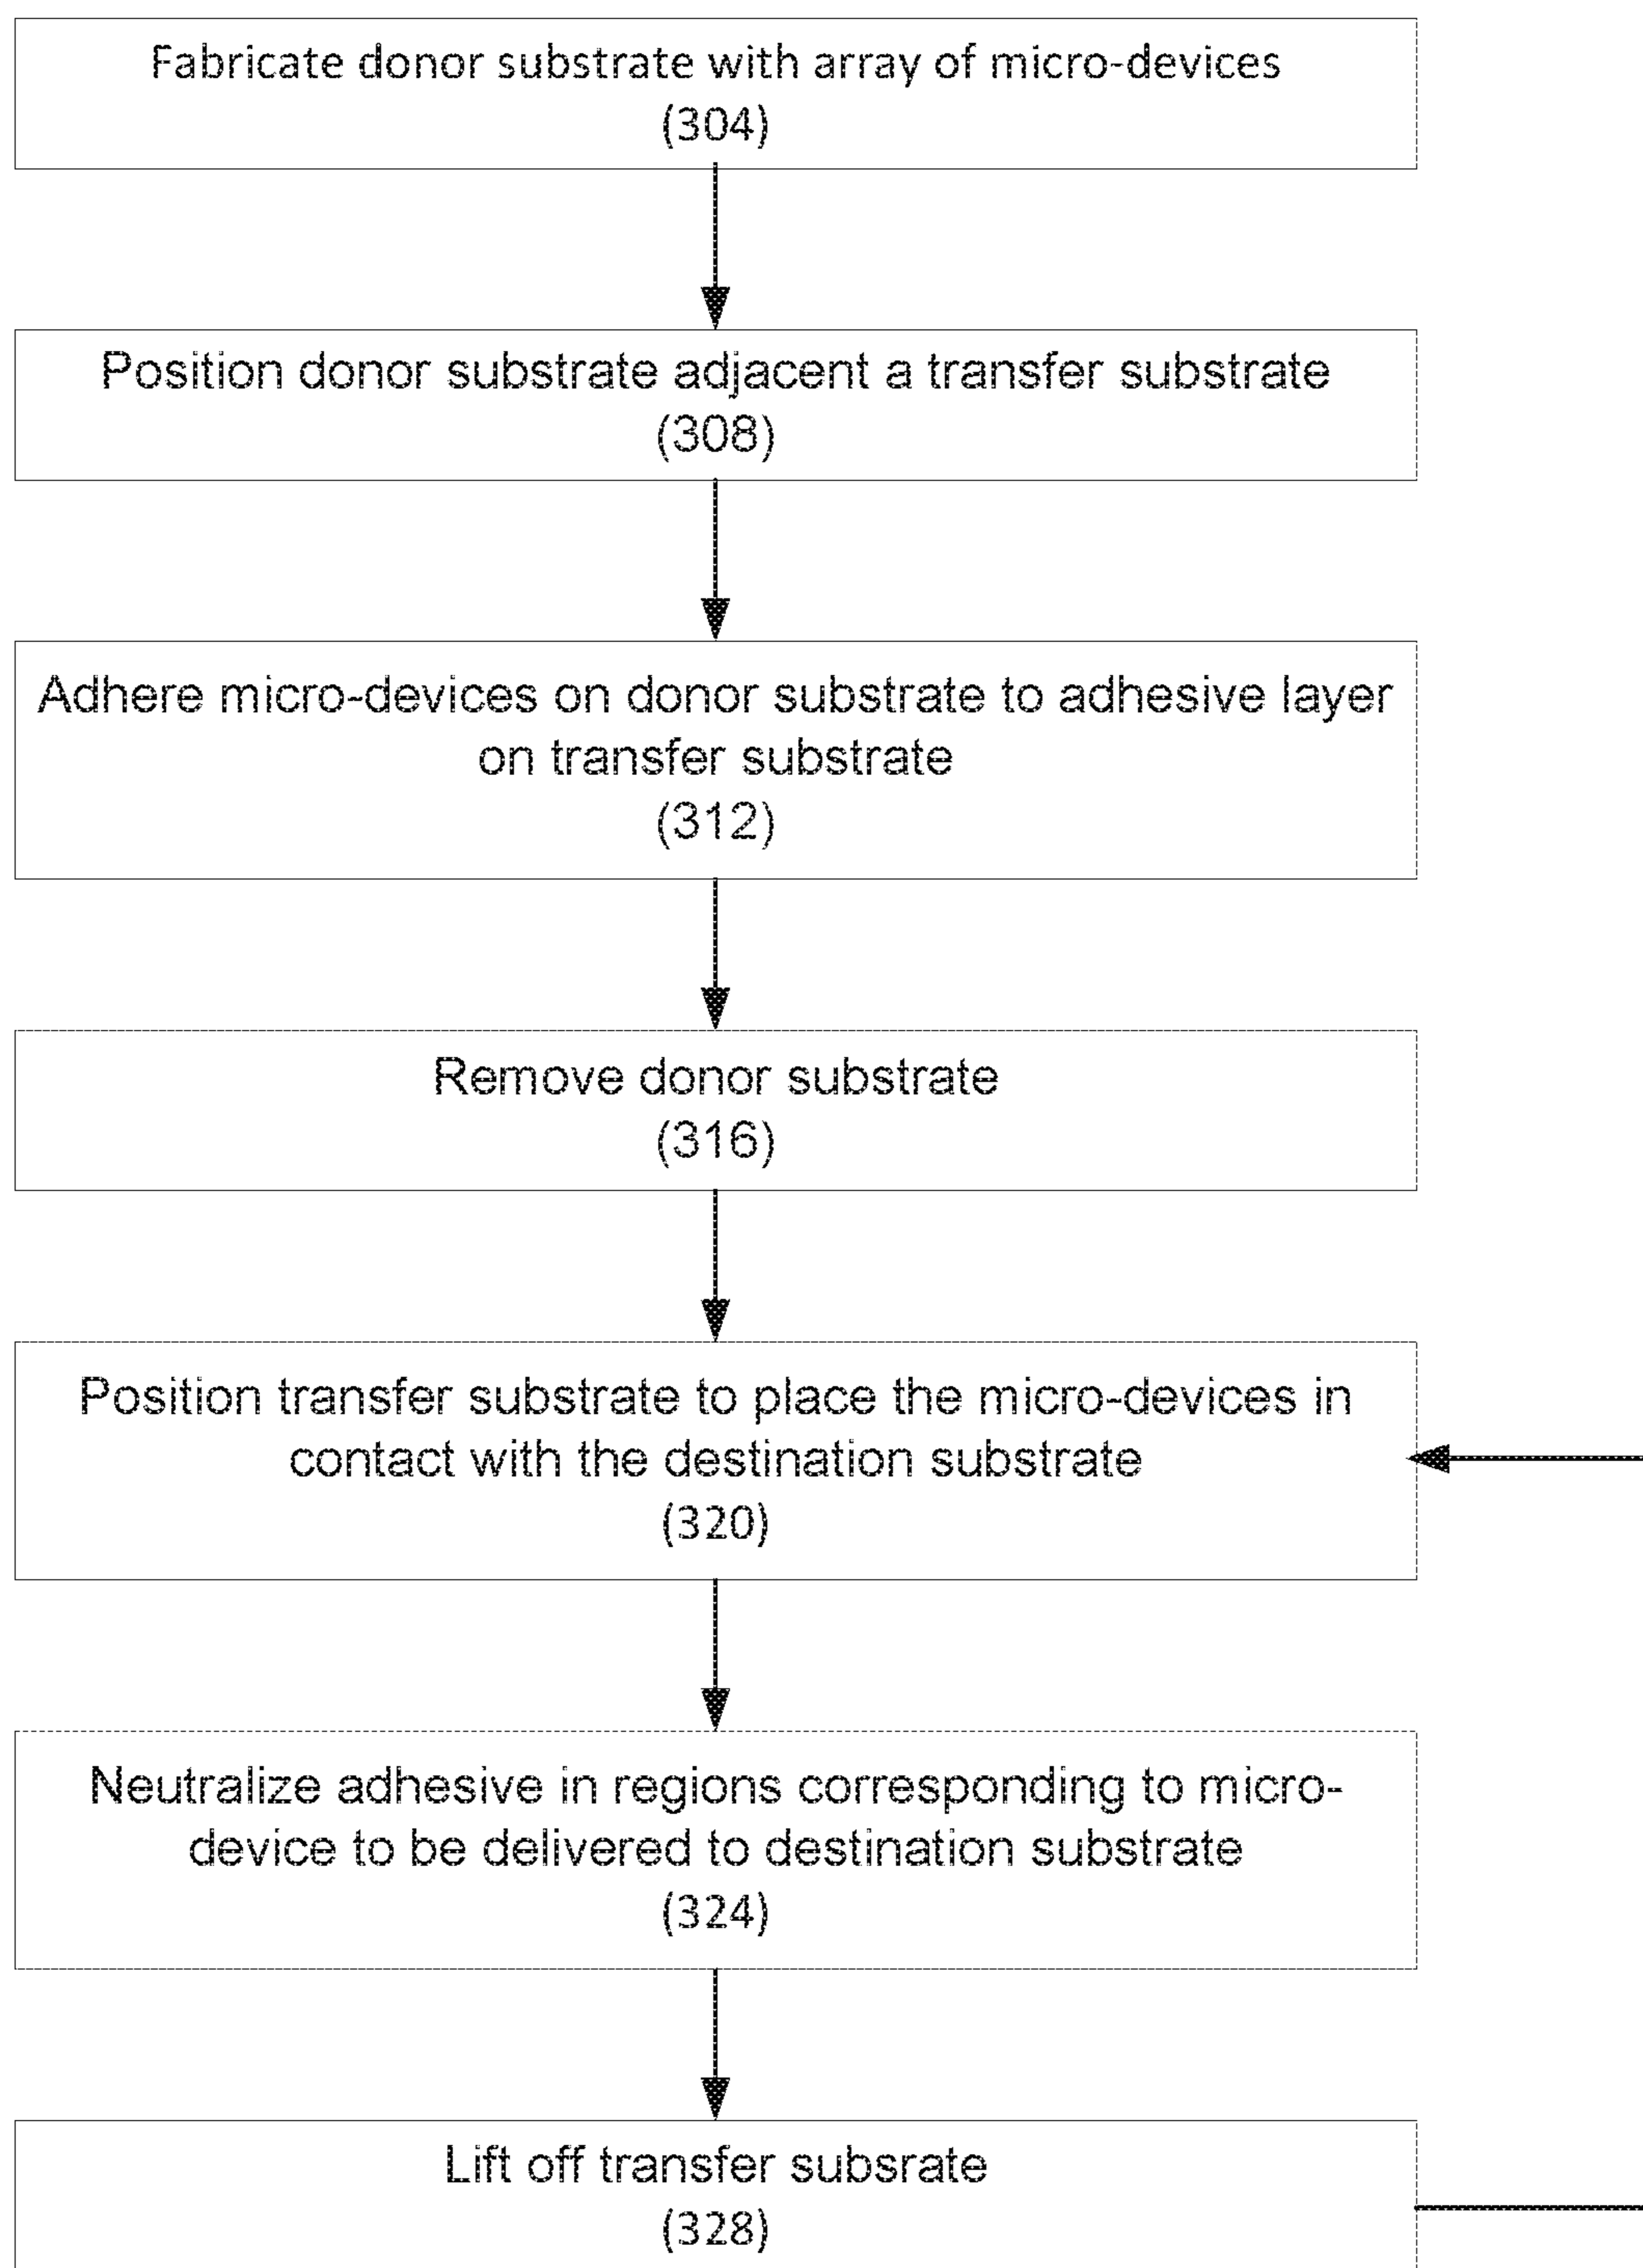 Fabricate donor substrate with array of micro-devices
(304)
Position donor substrate adjacent a transfer substrate
(308)
Adhere micro-devices on donor substrate to adhesive layer
on transfer substrate
(312)
Remove donor substrate
(316)
Position transfer substrate to place the micro-devices in
contact with the destination substrate
(320)
Neutralize adhesive in regions corresponding to micro-
device to be delivered to destination substrate
(324)
Lift off transfer subsrate
(328)